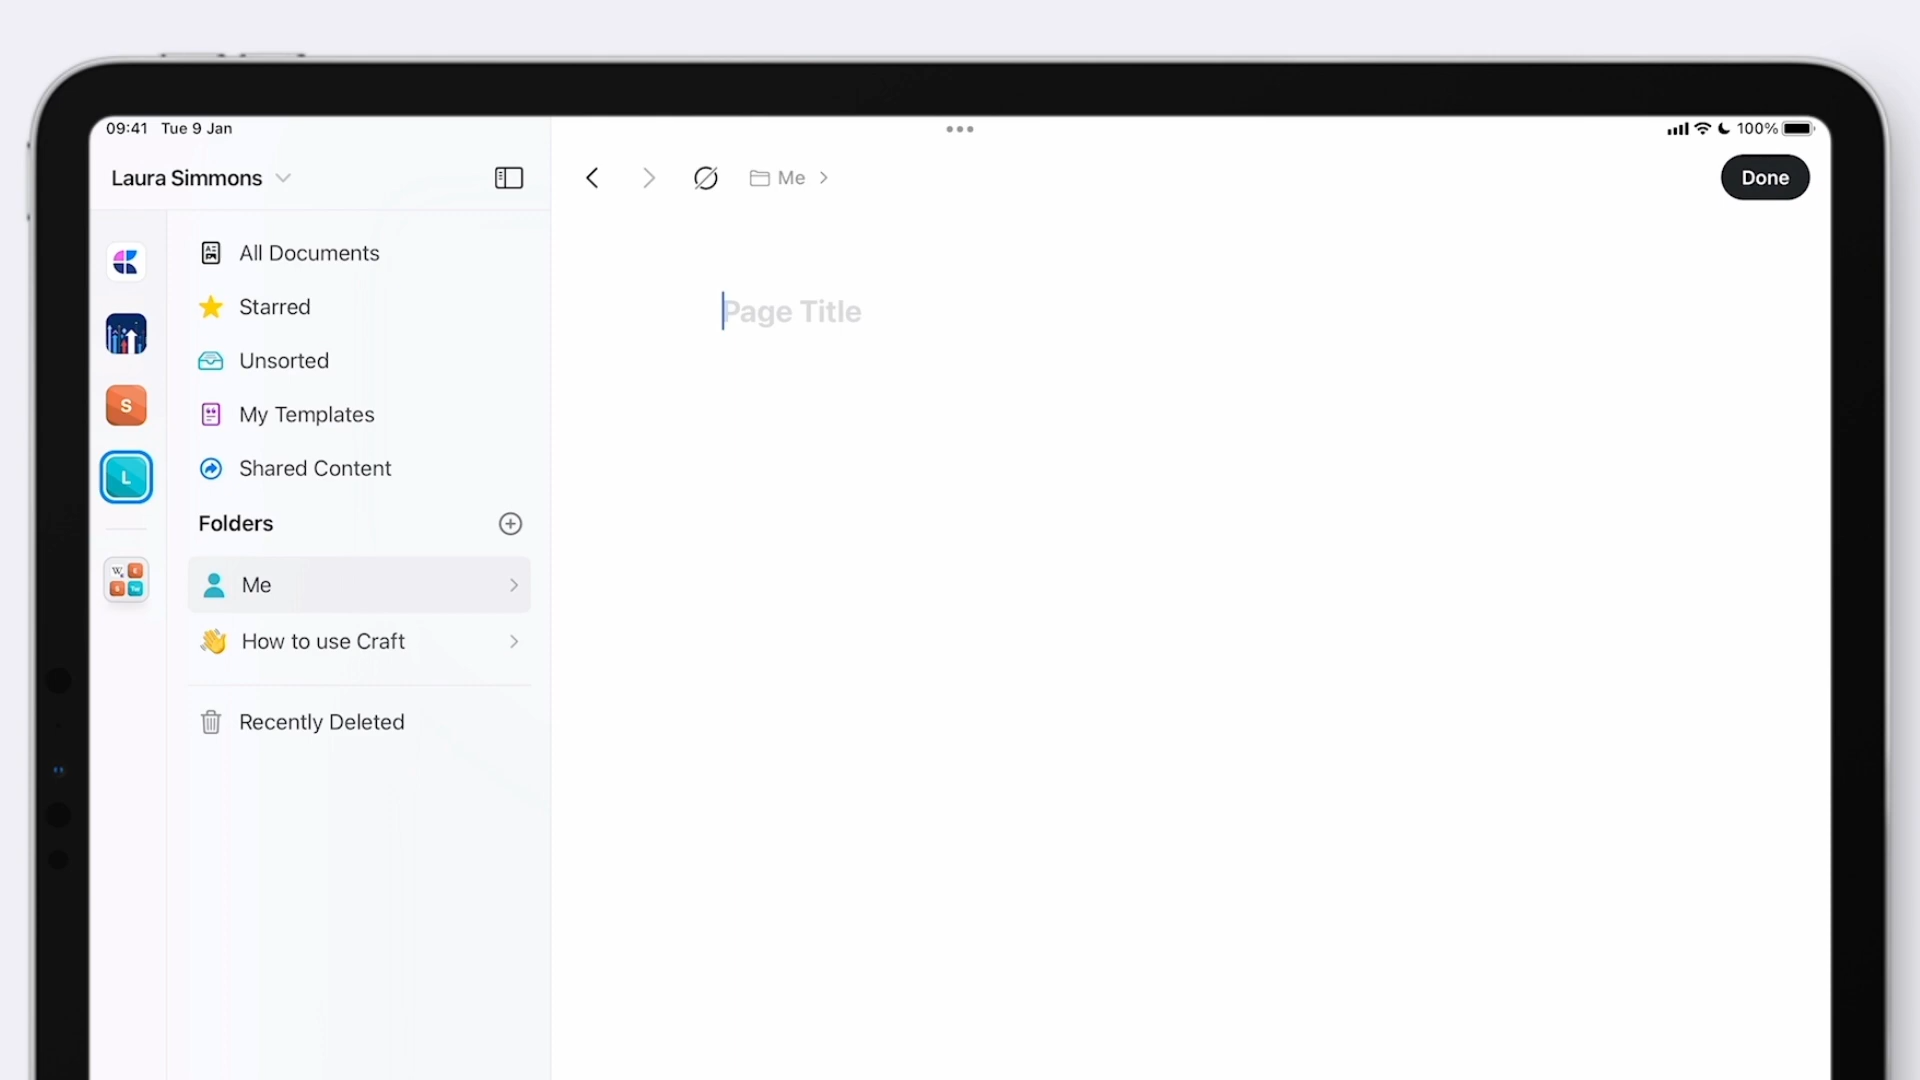 09:41 Tue 9 Jan
100%
Laura Simmons
Me
Done
All Documents
Page Title
Starred
Unsorted
My Templates
S
Shared Content
L
Folders
Me
How to use Craft
Recently Deleted